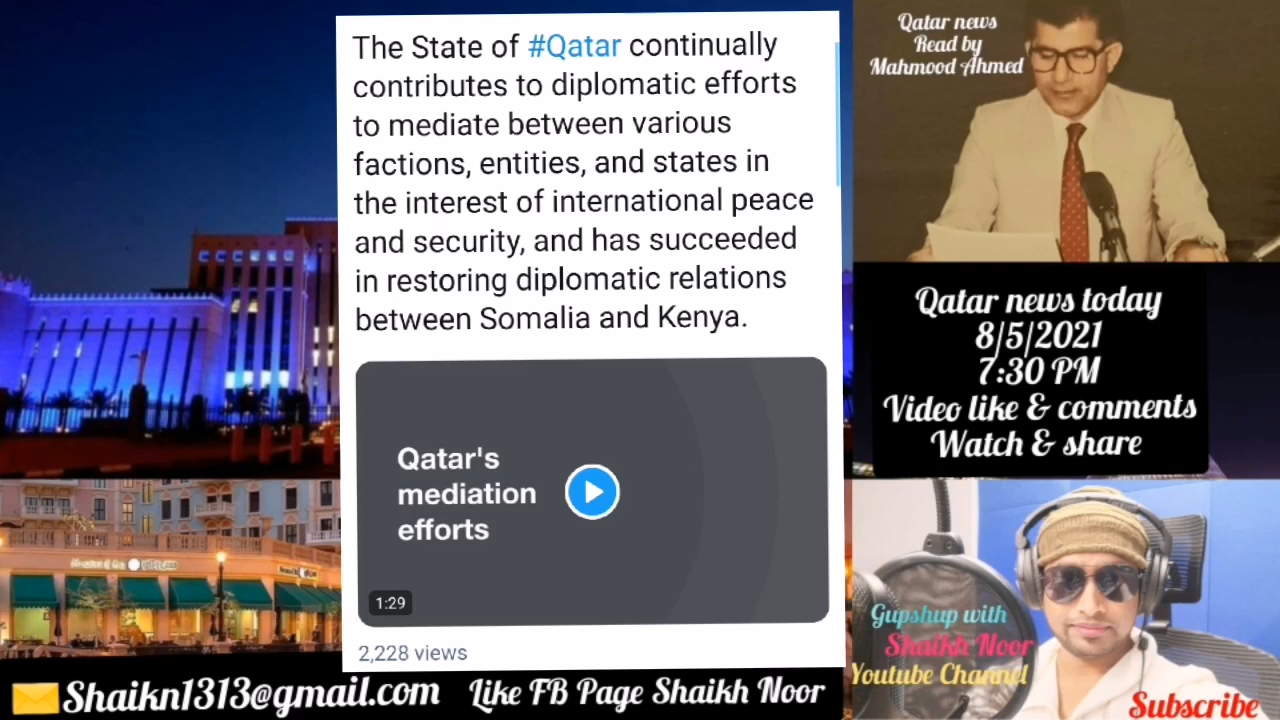 The State of #Qatar continually
contributes to diplomatic efforts
to mediate between various
factions, entities, and states in
the interest of international peace
and security, and has succeeded
in restoring diplomatic relations
between Somalia and Kenya.
Qatar's
mediation
efforts
1:29
2,228 views
Qatar news
Read by
Mahmood Ahmed
Qatar news today
8/5/2021
7:30 PM
Video like & comments
Watch & share
Gupshup with
Shaikh Noor
Youtube Channel
Subscribe
Shaikn1313@gmail.com
Like FB Page Shaikh Noor